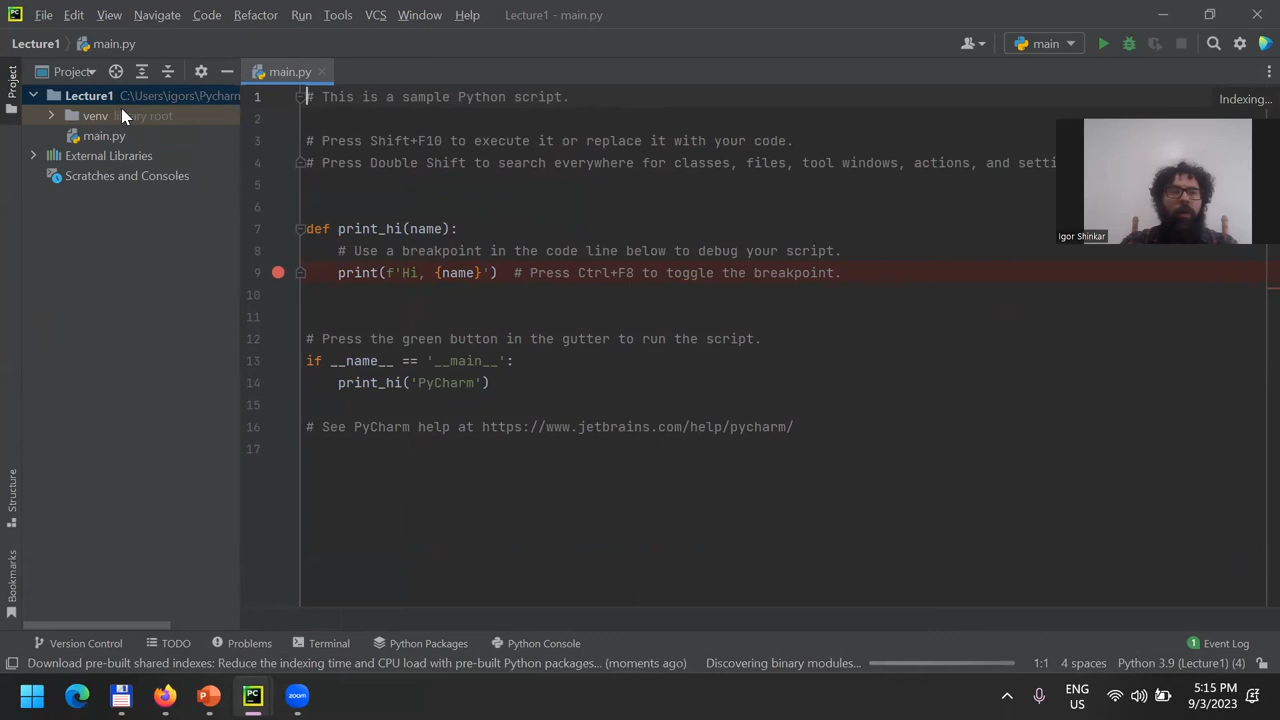 PC File Edit View Navigate Code Refactor Run Tools VCS Window Help Lecture1 - main.py
Lecture1 main.py main
Project Project main.py
Lecture1 C:\Users\igors\Pycharm
venv library root
main.py
External Libraries
Scratches and Consoles
1 # This is a sample Python script.
2
3 # Press Shift+F10 to execute it or replace it with your code.
4 # Press Double Shift to search everywhere for classes, files, tool windows, actions, and setti
5
6
7 def print_hi(name):
8 # Use a breakpoint in the code line below to debug your script.
9 print(f'Hi, {name}') # Press Ctrl+F8 to toggle the breakpoint.
10
11
12 # Press the green button in the gutter to run the script.
13 if __name__ == '__main__':
14 print_hi('PyCharm')
15
16 # See PyCharm help at https://www.jetbrains.com/help/pycharm/
17
Indexing...
Igor Shinkar
Structure
Bookmarks
Version Control TODO Problems Terminal Python Packages Python Console 1 Event Log
Download pre-built shared indexes: Reduce the indexing time and CPU load with pre-built Python packages... (moments ago) Discovering binary modules... 1:1 4 spaces Python 3.9 (Lecture1) (4)
PC zoom
ENG
US
5:15 PM
9/3/2023